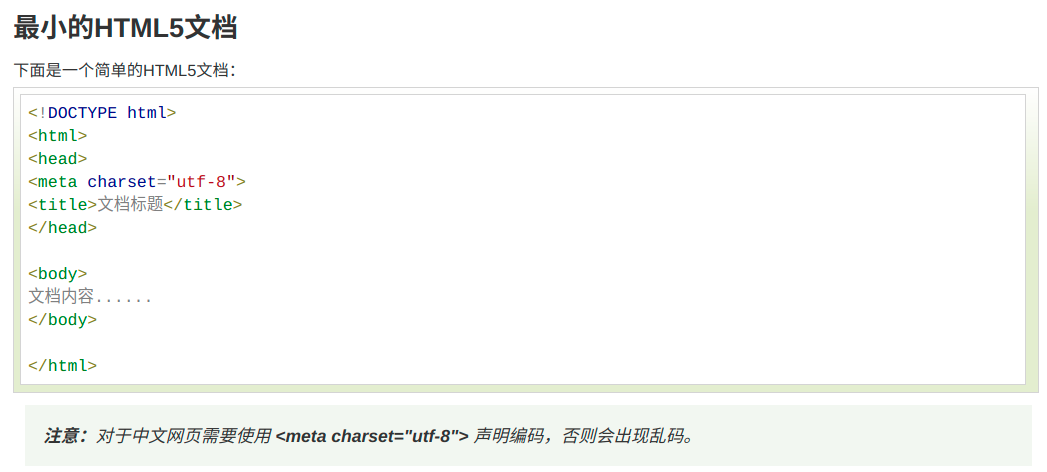 最小的HTML5文档
下面是一个简单的HTML5文档：
<!DOCTYPE html>
<html>
<head>
<meta charset="utf-8">
<title>文档标题</title>
</head>
<body>
文档内容......
</body>
</html>
注意：对于中文网页需要使用 <meta charset="utf-8"> 声明编码，否则会出现乱码。